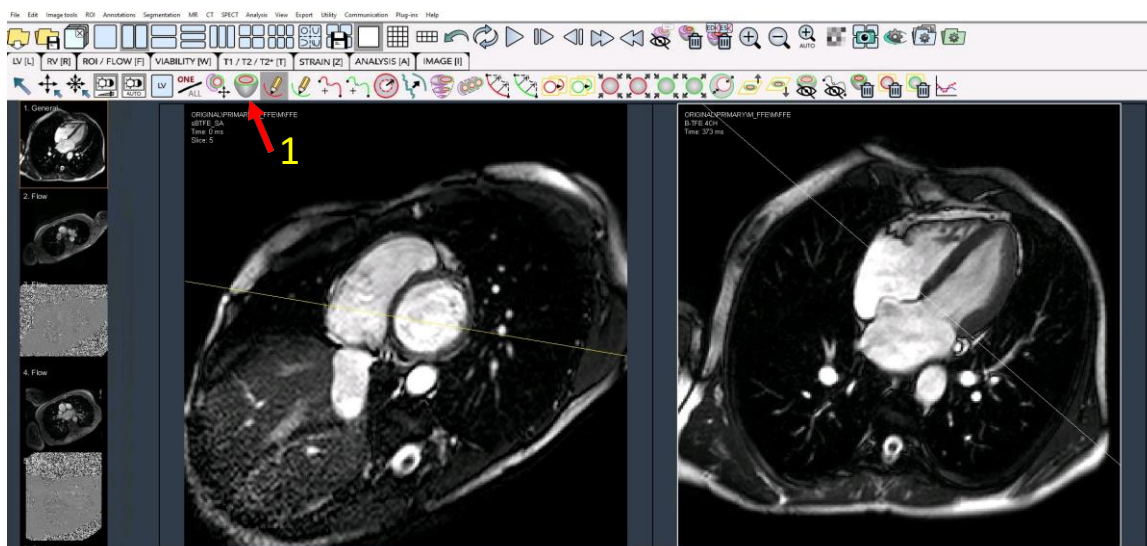 File Edit Image tools ROI Annotations Segmentation MR CT SPECT Analysis View Export Utility Communication Plug-ins Help
AUTO
LV [L] RV [R] ROI / FLOW [F] VIABILITY [W] T1 / T2 / T2* [T] STRAIN [Z] ANALYSIS [A] IMAGE [I]
AUTO LV ONE ALL
1. General
2. Flow
4. Flow
ORIGINAL\PRIMARY\
sBTFE_SA
Time: 0 ms
Slice: 5
1
ORIGINAL\PRIMARY\M_FFE\M\FFE
B-TFE 4CH
Time: 373 ms